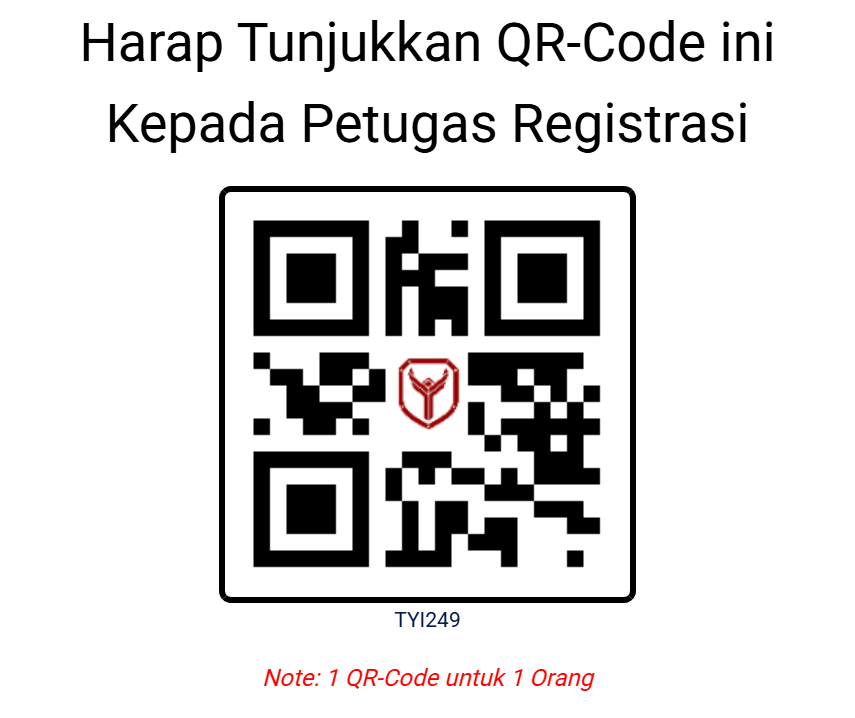 Harap Tunjukkan QR-Code ini
Kepada Petugas Registrasi
TYI249
Note: 1 QR-Code untuk 1 Orang